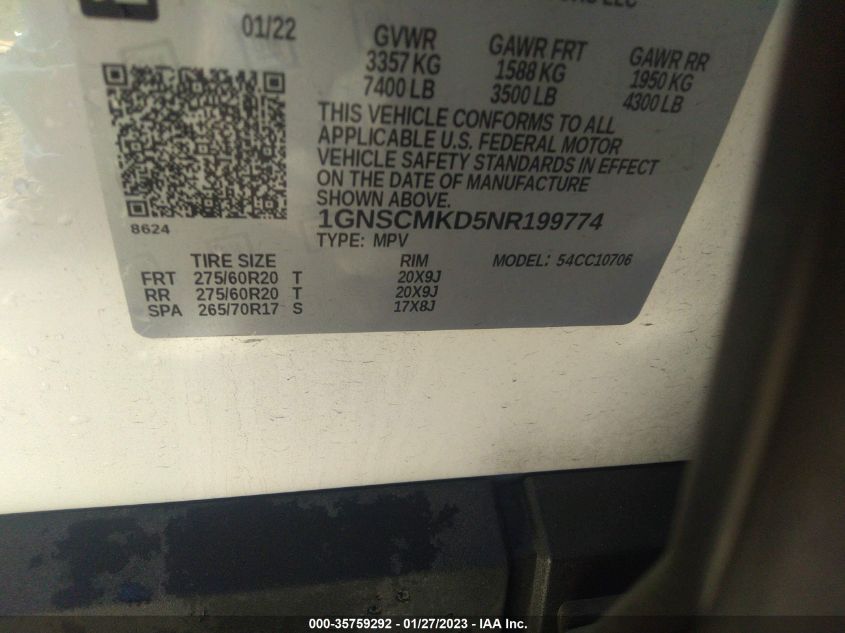 LLC
01/22
GVWR GAWR FRT GAWR RR
3357 KG 1588 KG 1950 KG
7400 LB 3500 LB 4300 LB
THIS VEHICLE CONFORMS TO ALL
APPLICABLE U.S. FEDERAL MOTOR
VEHICLE SAFETY STANDARDS IN EFFECT
ON THE DATE OF MANUFACTURE
SHOWN ABOVE.
8624
1GNSCMKD5NR199774
TYPE: MPV
TIRE SIZE RIM MODEL: 54CC10706
FRT 275/60R20 T 20X9J
RR 275/60R20 T 20X9J
SPA 265/70R17 S 17X8J
000-35759292 - 01/27/2023 - IAA Inc.